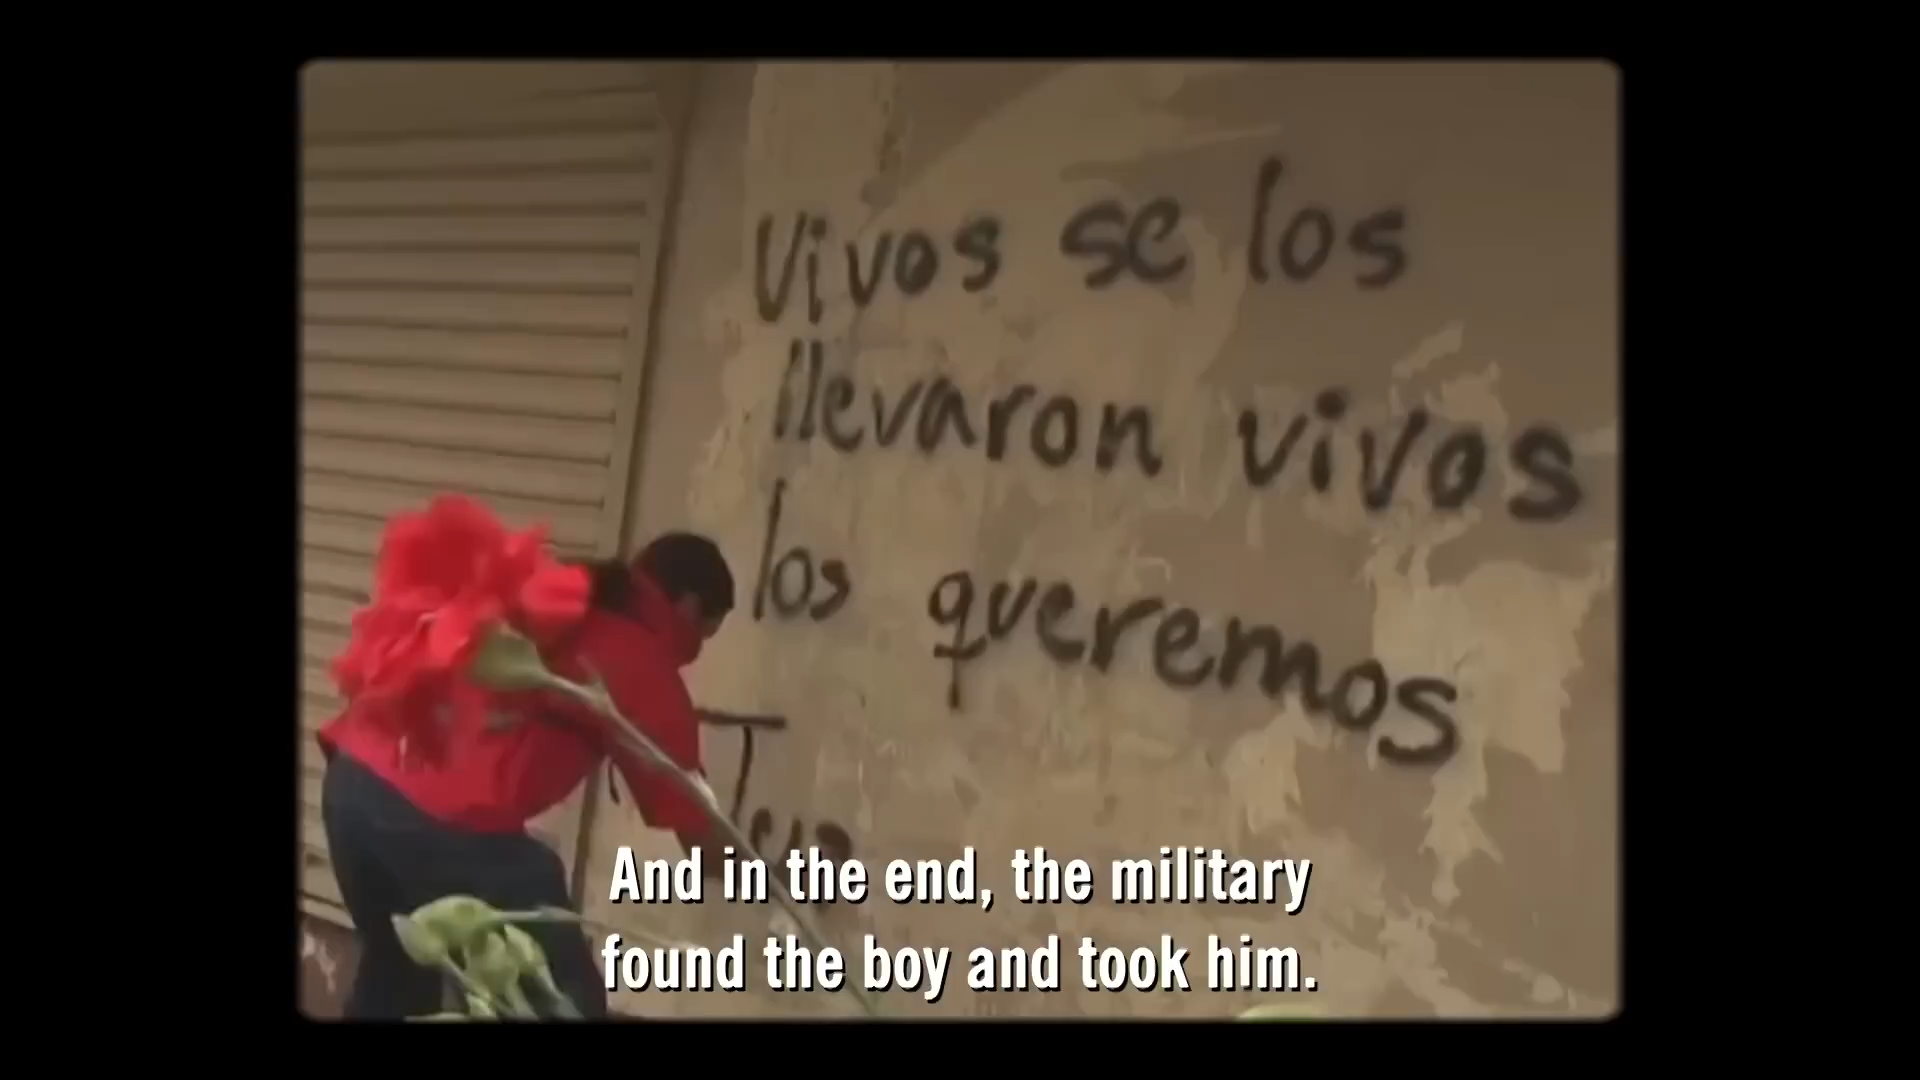 Vivos se los
llevaron vivos
los queremos
And in the end, the military
found the boy and took him.